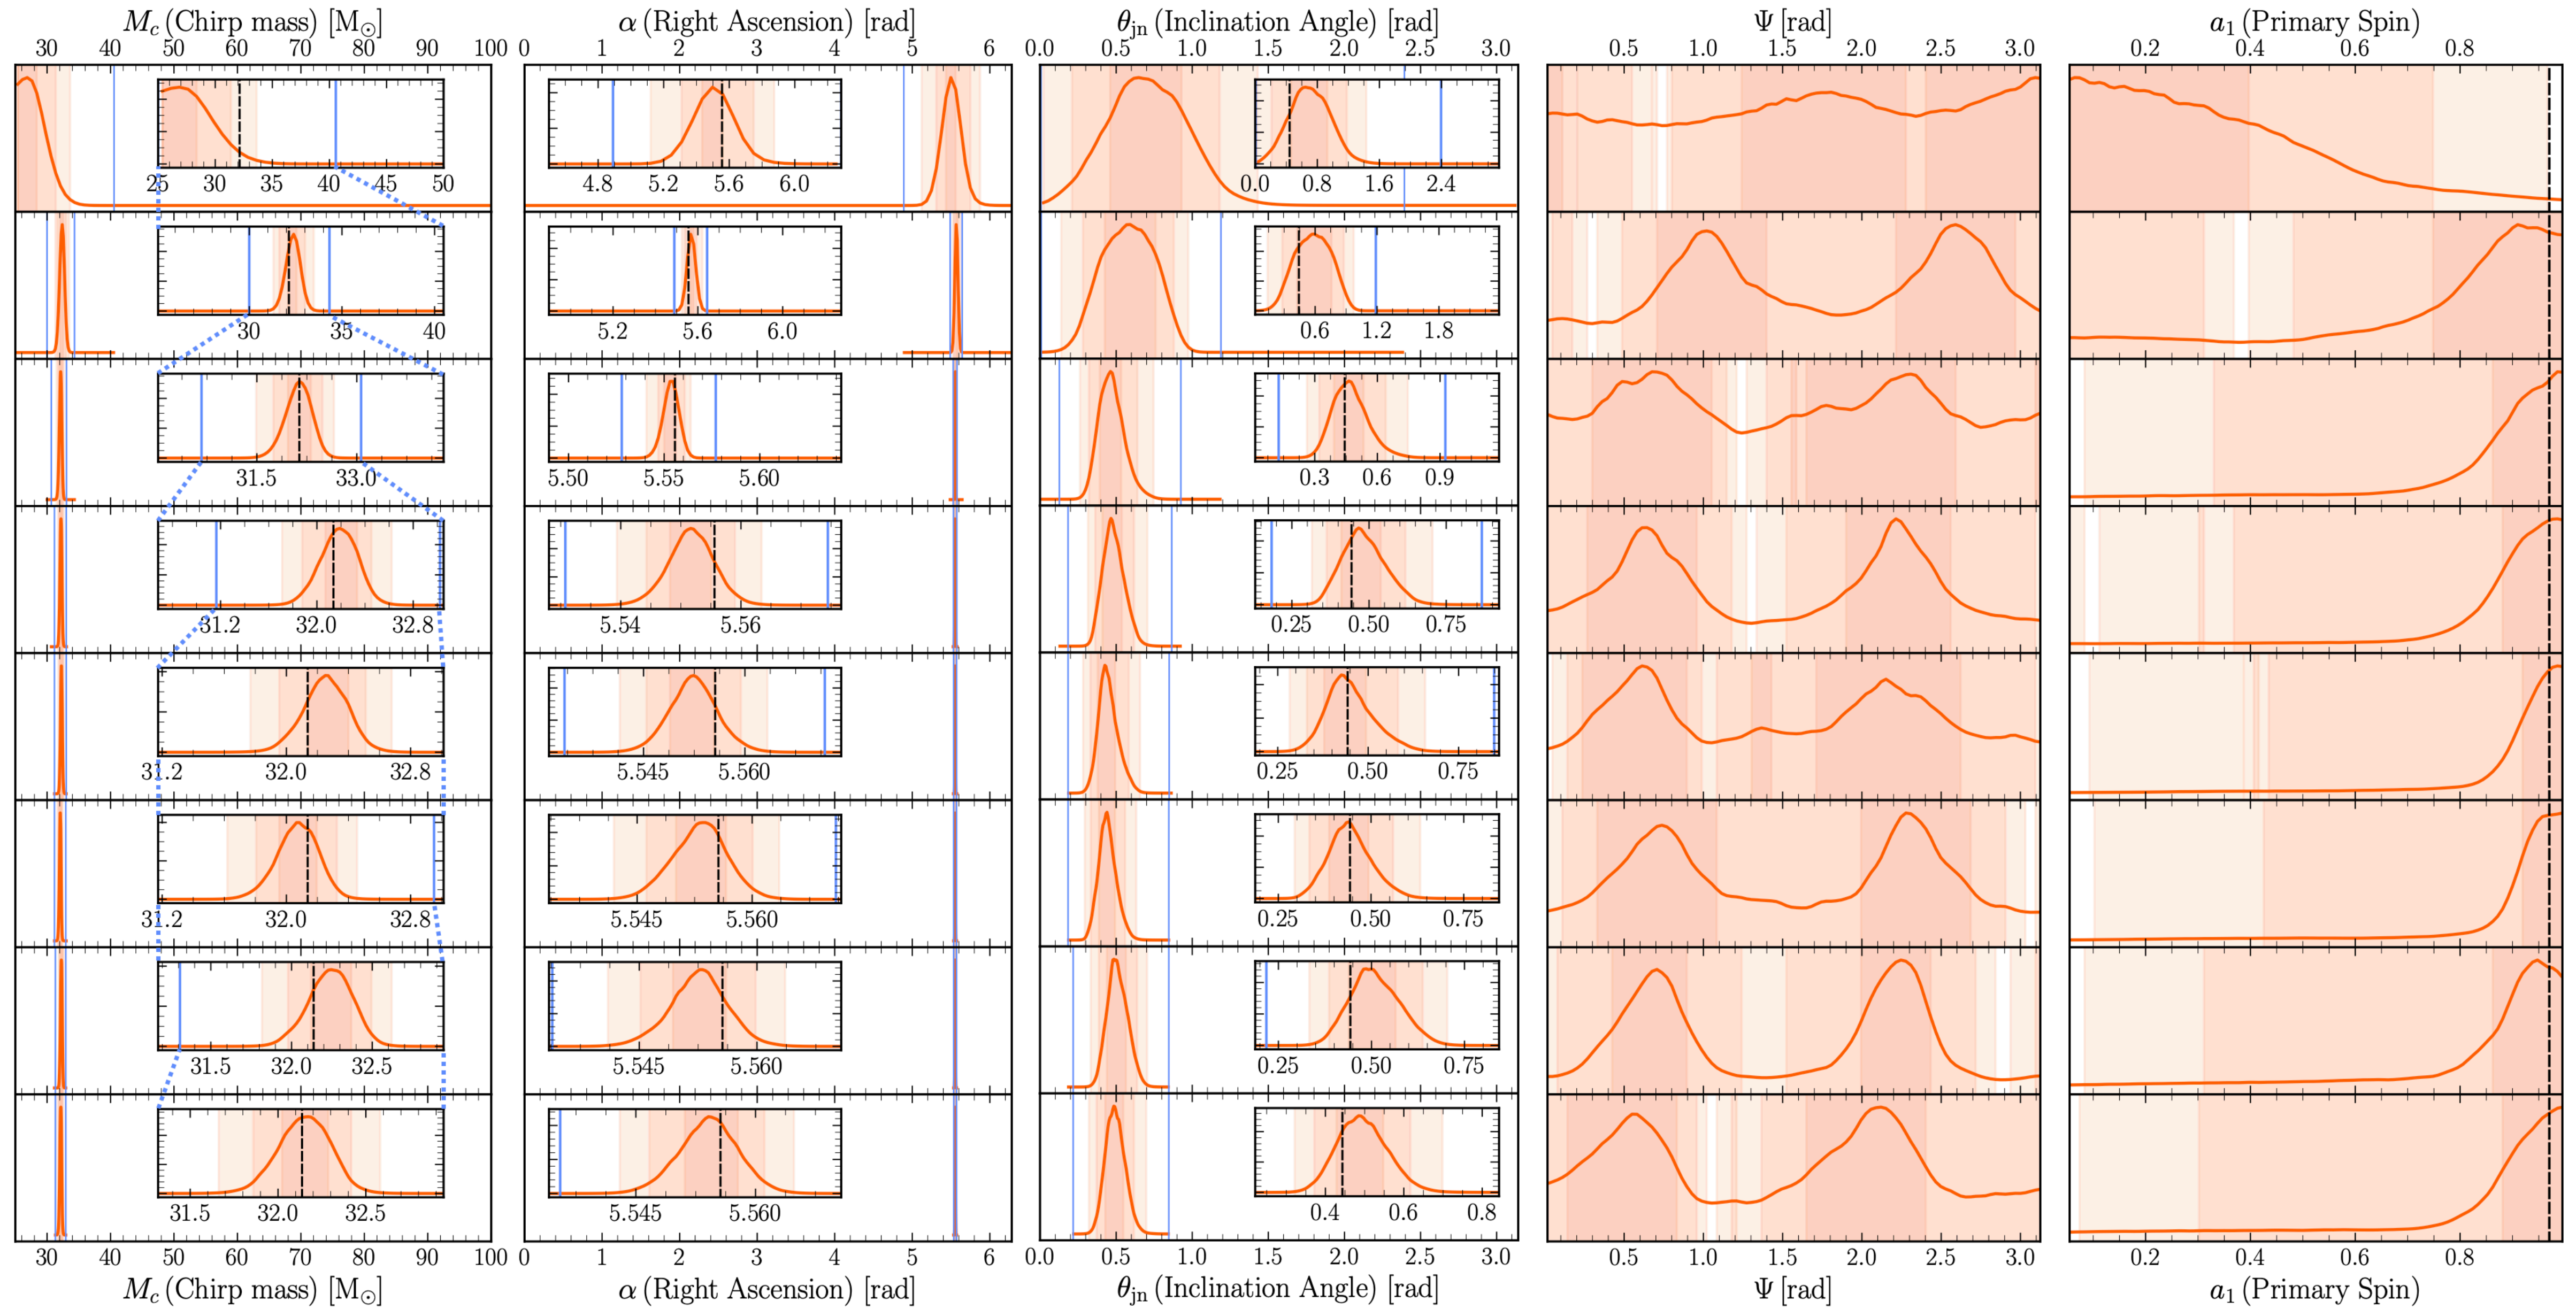 M_c (Chirp mass) [M_⊙] α (Right Ascension) [rad] θ_jn (Inclination Angle) [rad] Ψ [rad] a_1 (Primary Spin)
30 40 50 60 70 80 90 100 0 1 2 3 4 5 6 0.0 0.5 1.0 1.5 2.0 2.5 3.0 0.5 1.0 1.5 2.0 2.5 3.0 0.2 0.4 0.6 0.8
25 30 35 40 45 50 4.8 5.2 5.6 6.0 0.0 0.8 1.6 2.4
30 35 40 5.2 5.6 6.0 0.6 1.2 1.8
31.5 33.0 5.50 5.55 5.60 0.3 0.6 0.9
31.2 32.0 32.8 5.54 5.56 0.25 0.50 0.75
31.2 32.0 32.8 5.545 5.560 0.25 0.50 0.75
31.2 32.0 32.8 5.545 5.560 0.25 0.50 0.75
31.5 32.0 32.5 5.545 5.560 0.25 0.50 0.75
31.5 32.0 32.5 5.545 5.560 0.4 0.6 0.8
30 40 50 60 70 80 90 100 0 1 2 3 4 5 6 0.0 0.5 1.0 1.5 2.0 2.5 3.0 0.5 1.0 1.5 2.0 2.5 3.0 0.2 0.4 0.6 0.8
M_c (Chirp mass) [M_⊙] α (Right Ascension) [rad] θ_jn (Inclination Angle) [rad] Ψ [rad] a_1 (Primary Spin)